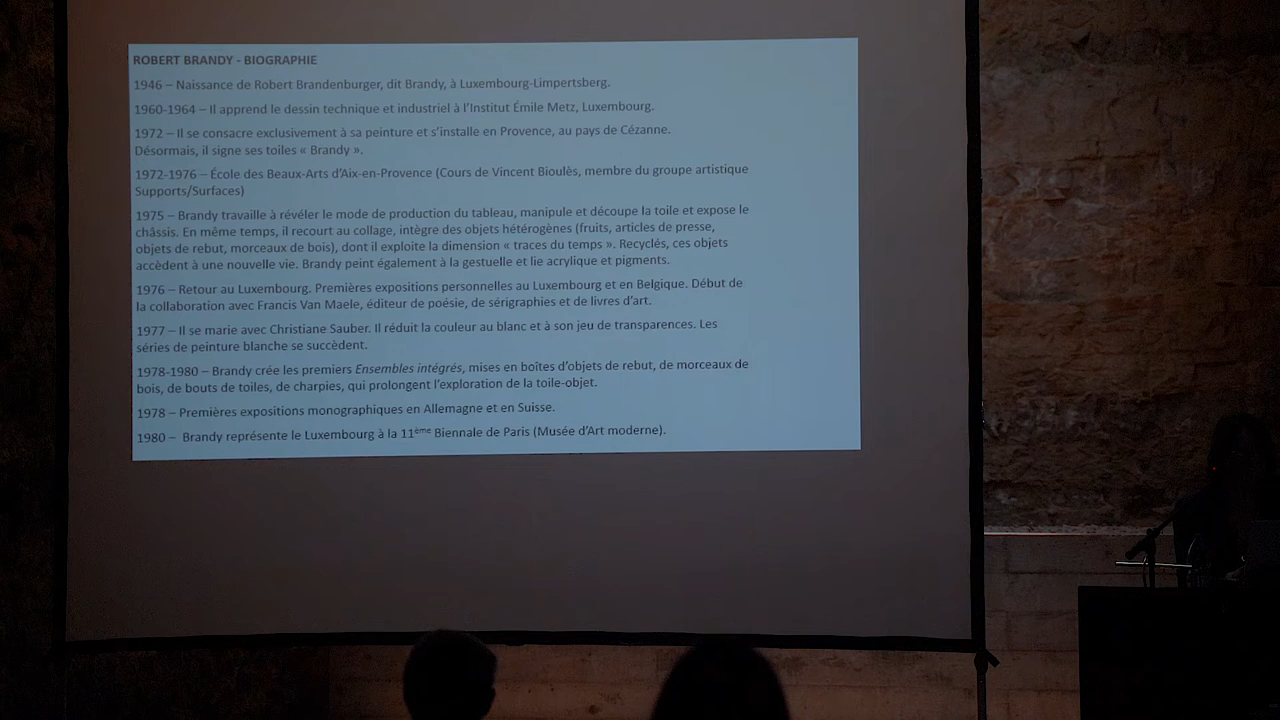 ROBERT BRANDY - BIOGRAPHIE
1946 – Naissance de Robert Brandenburger, dit Brandy, à Luxembourg-Limpertsberg.
1960-1964 – Il apprend le dessin technique et industriel à l'Institut Émile Metz, Luxembourg.
1972 – Il se consacre exclusivement à sa peinture et s'installe en Provence, au pays de Cézanne.
Désormais, il signe ses toiles « Brandy ».
1972-1976 – École des Beaux-Arts d'Aix-en-Provence (Cours de Vincent Bioulès, membre du groupe artistique
Supports/Surfaces)
1975 – Brandy travaille à révéler le mode de production du tableau, manipule et découpe la toile et expose le
châssis. En même temps, il recourt au collage, intègre des objets hétérogènes (fruits, articles de presse,
objets de rebut, morceaux de bois), dont il exploite la dimension « traces du temps ». Recyclés, ces objets
accèdent à une nouvelle vie. Brandy peint également à la gestuelle et lie acrylique et pigments.
1976 – Retour au Luxembourg. Premières expositions personnelles au Luxembourg et en Belgique. Début de
la collaboration avec Francis Van Maele, éditeur de poésie, de sérigraphies et de livres d'art.
1977 – Il se marie avec Christiane Sauber. Il réduit la couleur au blanc et à son jeu de transparences. Les
séries de peinture blanche se succèdent.
1978-1980 – Brandy crée les premiers Ensembles intégrés, mises en boîtes d'objets de rebut, de morceaux de
bois, de bouts de toiles, de charpies, qui prolongent l'exploration de la toile-objet.
1978 – Premières expositions monographiques en Allemagne et en Suisse.
1980 – Brandy représente le Luxembourg à la 11ème Biennale de Paris (Musée d'Art moderne).